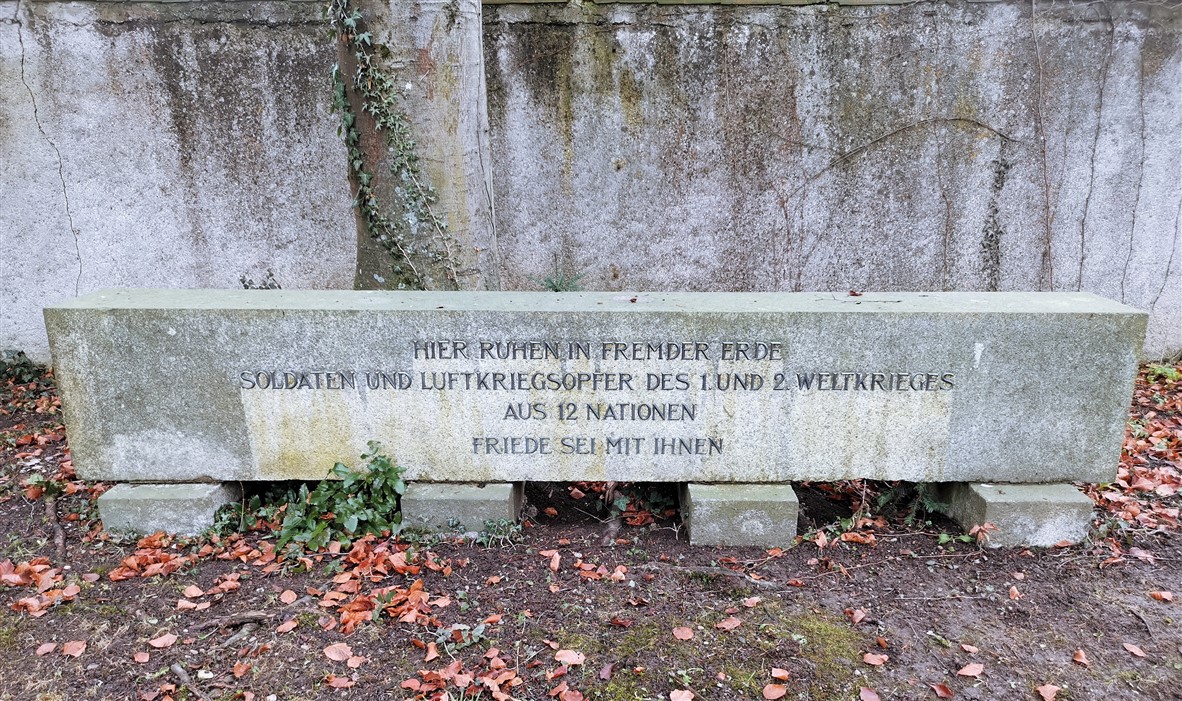 HIER RUHEN IN FREMDER ERDE
SOLDATEN UND LUFTKRIEGSOPFER DES 1. UND 2. WELTKRIEGES
AUS 12 NATIONEN
FRIEDE SEI MIT IHNEN